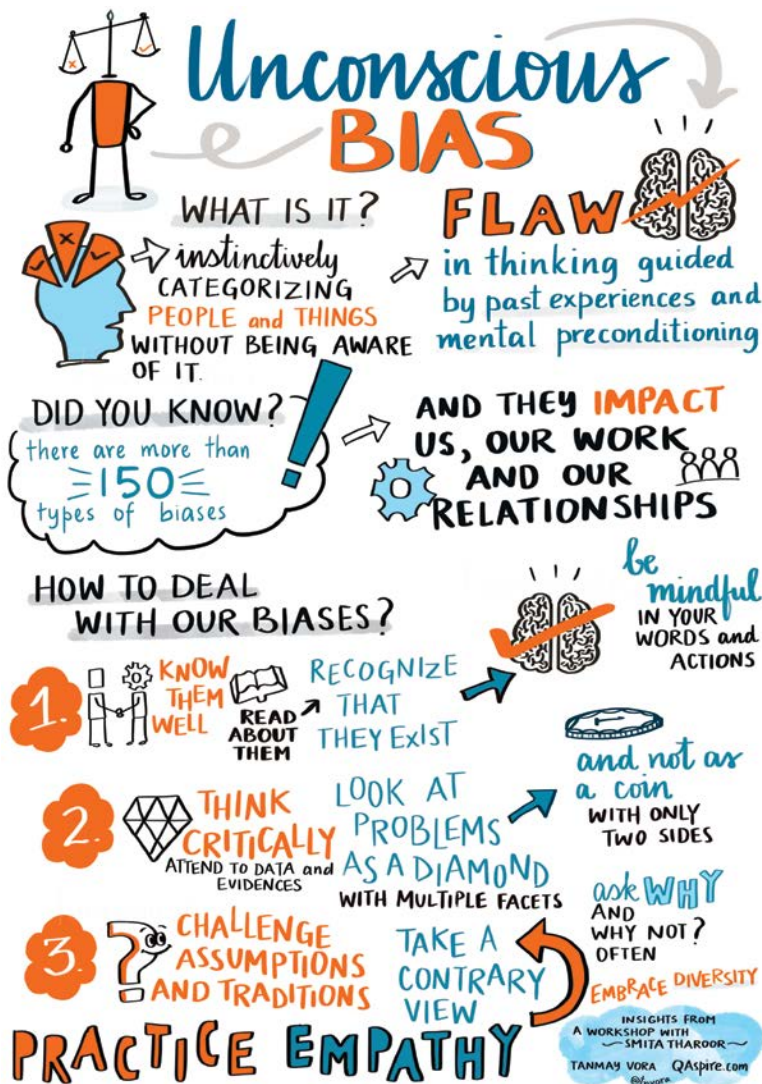 Unconscious
BIAS
WHAT IS IT?
instinctively
CATEGORIZING
PEOPLE and THINGS
WITHOUT BEING AWARE
OF IT.
FLAW
in thinking guided
by past experiences and
mental preconditioning
DID YOU KNOW?
there are more than
150
types of biases
AND THEY IMPACT
US, OUR WORK
AND OUR
RELATIONSHIPS
HOW TO DEAL
WITH OUR BIASES?
1.
KNOW
THEM
WELL
READ
ABOUT
THEM
RECOGNIZE
THAT
THEY EXIST
be
mindful
IN YOUR
WORDS and
ACTIONS
2.
THINK
CRITICALLY
ATTEND TO DATA and
EVIDENCES
LOOK AT
PROBLEMS
AS A DIAMOND
WITH MULTIPLE FACETS
and not as
a coin
WITH ONLY
TWO SIDES
3.
CHALLENGE
ASSUMPTIONS
AND TRADITIONS
TAKE A
CONTRARY
VIEW
ask WHY
AND
WHY NOT?
OFTEN
EMBRACE DIVERSITY
PRACTICE EMPATHY
INSIGHTS FROM
A WORKSHOP WITH
SMITA THAROOR
TANMAY VORA QAspire.com
@tnvora